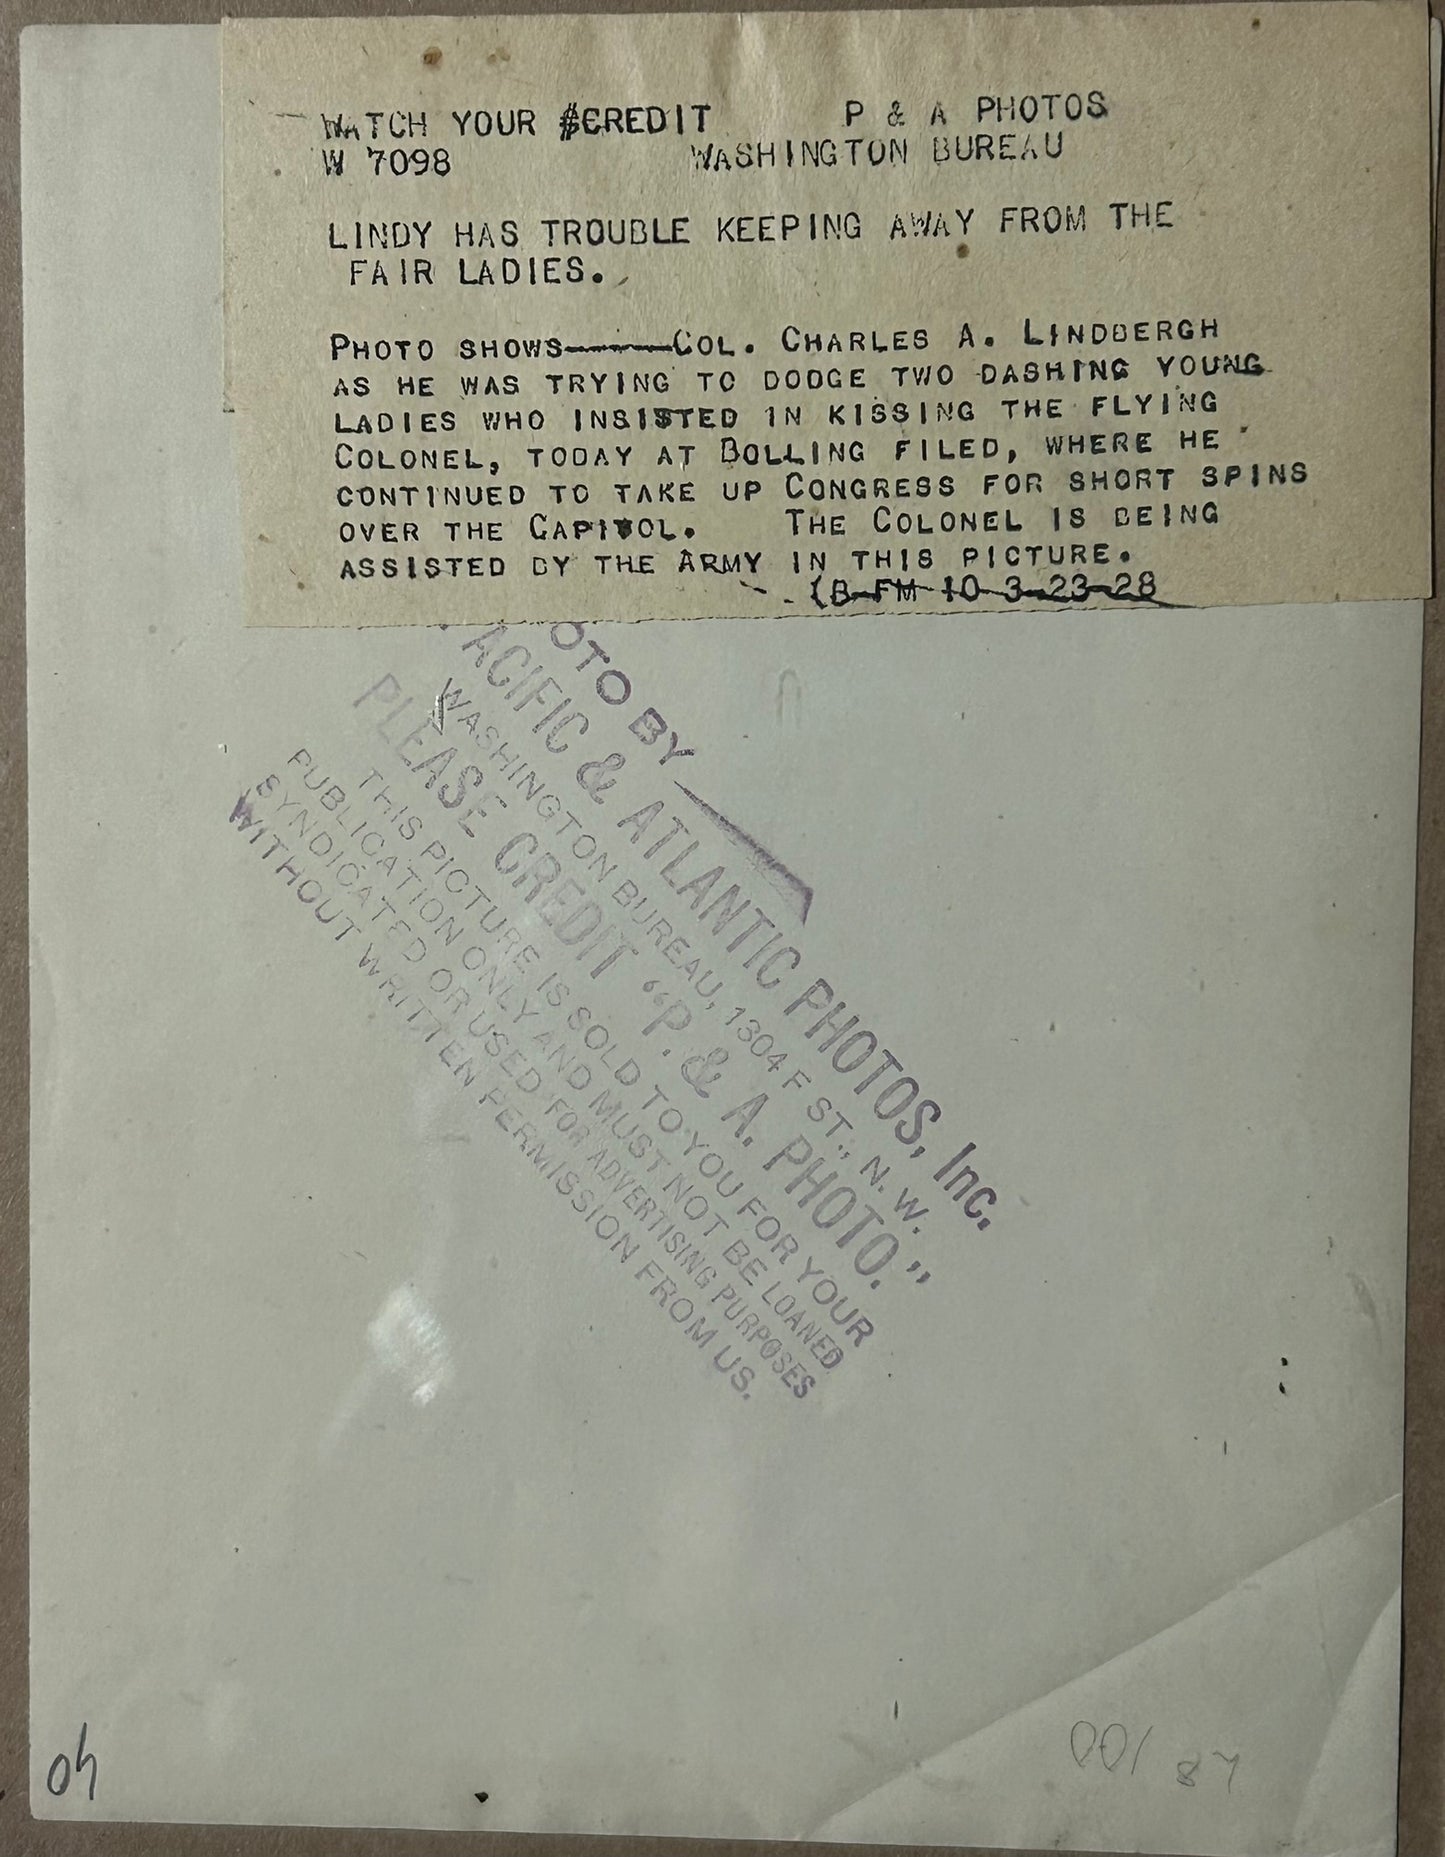 WATCH YOUR $CREDIT P & A PHOTOS
W 7098 WASHINGTON BUREAU
LINDY HAS TROUBLE KEEPING AWAY FROM THE
FAIR LADIES.
PHOTO SHOWS-----COL. CHARLES A. LINDBERGH
AS HE WAS TRYING TO DODGE TWO DASHING YOUNG
LADIES WHO INSISTED IN KISSING THE FLYING
COLONEL, TODAY AT BOLLING FILED, WHERE HE
CONTINUED TO TAKE UP CONGRESS FOR SHORT SPINS
OVER THE CAPITOL. THE COLONEL IS BEING
ASSISTED BY THE ARMY IN THIS PICTURE.
(B-FM 10 3-23-28
OTO BY
ACIFIC & ATLANTIC PHOTOS, Inc.
WASHINGTON BUREAU, 1304 F ST., N. W.
PLEASE CREDIT "P. & A. PHOTO."
THIS PICTURE IS SOLD TO YOU FOR YOUR
PUBLICATION ONLY AND MUST NOT BE LOANED
SYNDICATED OR USED FOR ADVERTISING PURPOSES
WITHOUT WRITTEN PERMISSION FROM US.